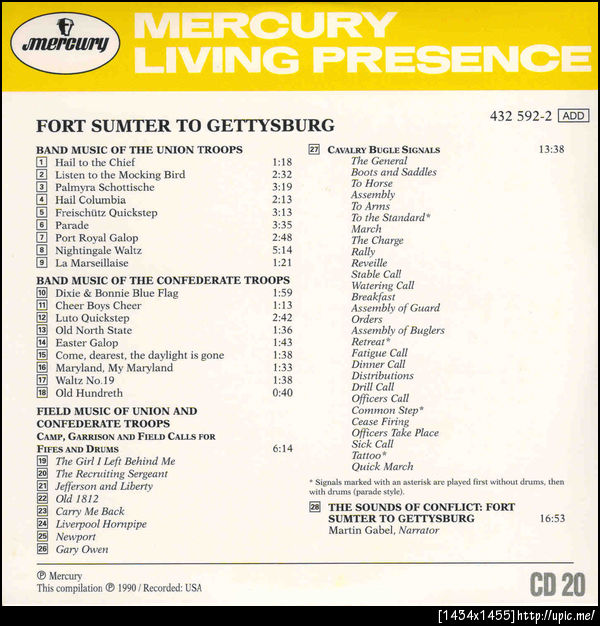 mercury
MERCURY
LIVING PRESENCE
432 592-2 ADD
FORT SUMTER TO GETTYSBURG
BAND MUSIC OF THE UNION TROOPS
1 Hail to the Chief 1:18
2 Listen to the Mocking Bird 2:32
3 Palmyra Schottische 3:19
4 Hail Columbia 2:13
5 Freischütz Quickstep 3:13
6 Parade 3:35
7 Port Royal Galop 2:48
8 Nightingale Waltz 5:14
9 La Marseillaise 1:21
BAND MUSIC OF THE CONFEDERATE TROOPS
10 Dixie & Bonnie Blue Flag 1:59
11 Cheer Boys Cheer 1:13
12 Luto Quickstep 2:42
13 Old North State 1:36
14 Easter Galop 1:43
15 Come, dearest, the daylight is gone 1:38
16 Maryland, My Maryland 1:33
17 Waltz No.19 1:38
18 Old Hundreth 0:40
FIELD MUSIC OF UNION AND
CONFEDERATE TROOPS
CAMP, GARRISON AND FIELD CALLS FOR
FIFES AND DRUMS 6:14
19 The Girl I Left Behind Me
20 The Recruiting Sergeant
21 Jefferson and Liberty
22 Old 1812
23 Carry Me Back
24 Liverpool Hornpipe
25 Newport
26 Gary Owen
27 CAVALRY BUGLE SIGNALS 13:38
The General
Boots and Saddles
To Horse
Assembly
To Arms
To the Standard*
March
The Charge
Rally
Reveille
Stable Call
Watering Call
Breakfast
Assembly of Guard
Orders
Assembly of Buglers
Retreat*
Fatigue Call
Dinner Call
Distributions
Drill Call
Officers Call
Common Step*
Cease Firing
Officers Take Place
Sick Call
Tattoo*
Quick March
* Signals marked with an asterisk are played first without drums, then
with drums (parade style).
28 THE SOUNDS OF CONFLICT: FORT
SUMTER TO GETTYSBURG 16:53
Martin Gabel, Narrator
℗ Mercury
This compilation ℗ 1990 / Recorded: USA
CD 20
[1434x1455]http://upic.me/